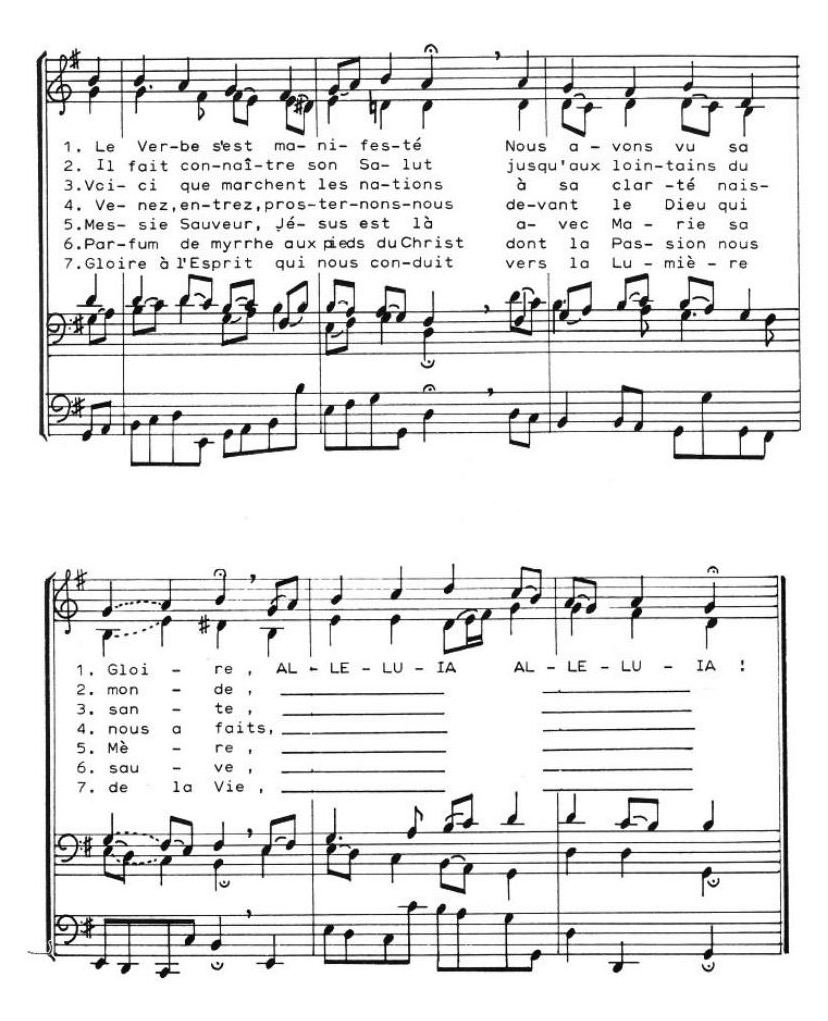 1. Le Ver-be s'est ma- ni- fes-té Nous a - vons vu sa
2. Il fait con-naî-tre son Sa- lut jusqu'aux loin-tains du
3.Voi- ci que marchent les na-tions à sa clar -té nais-
4. Ve- nez,en-trez,pros-ter-nons-nous de-vant le Dieu qui
5.Mes- sie Sauveur, Jé- sus est là a- vec Ma- rie sa
6.Par-fum de myrrhe aux pieds du Christ dont la Pas- sion nous
7.Gloire à l'Esprit qui nous con-duit vers la Lu - miè - re
1. Gloi - re , AL - LE - LU - IA AL - LE - LU - IA !
2. mon - de ,
3. san - te ,
4. nous a faits,
5. Mè - re ,
6. sau - ve ,
7. de la Vie ,